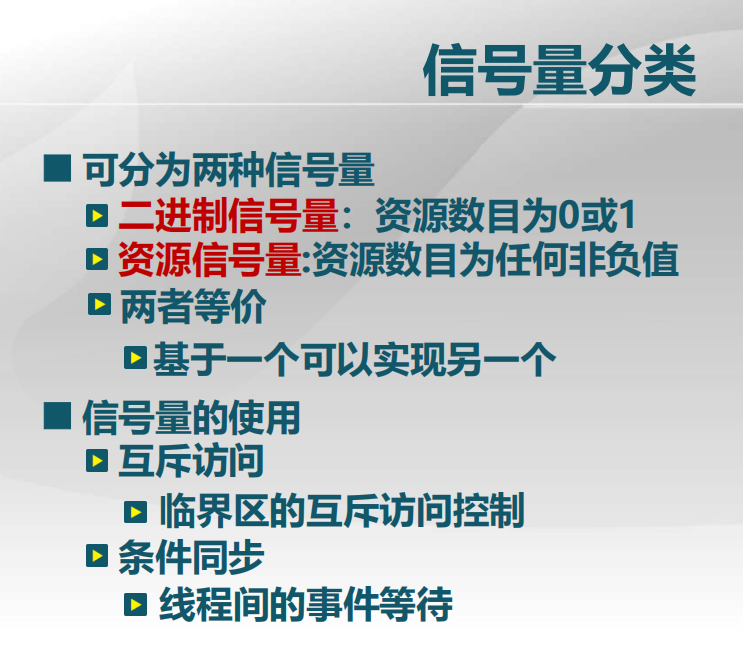 信号量分类
可分为两种信号量
二进制信号量：资源数目为0或1
资源信号量:资源数目为任何非负值
两者等价
基于一个可以实现另一个
信号量的使用
互斥访问
临界区的互斥访问控制
条件同步
线程间的事件等待